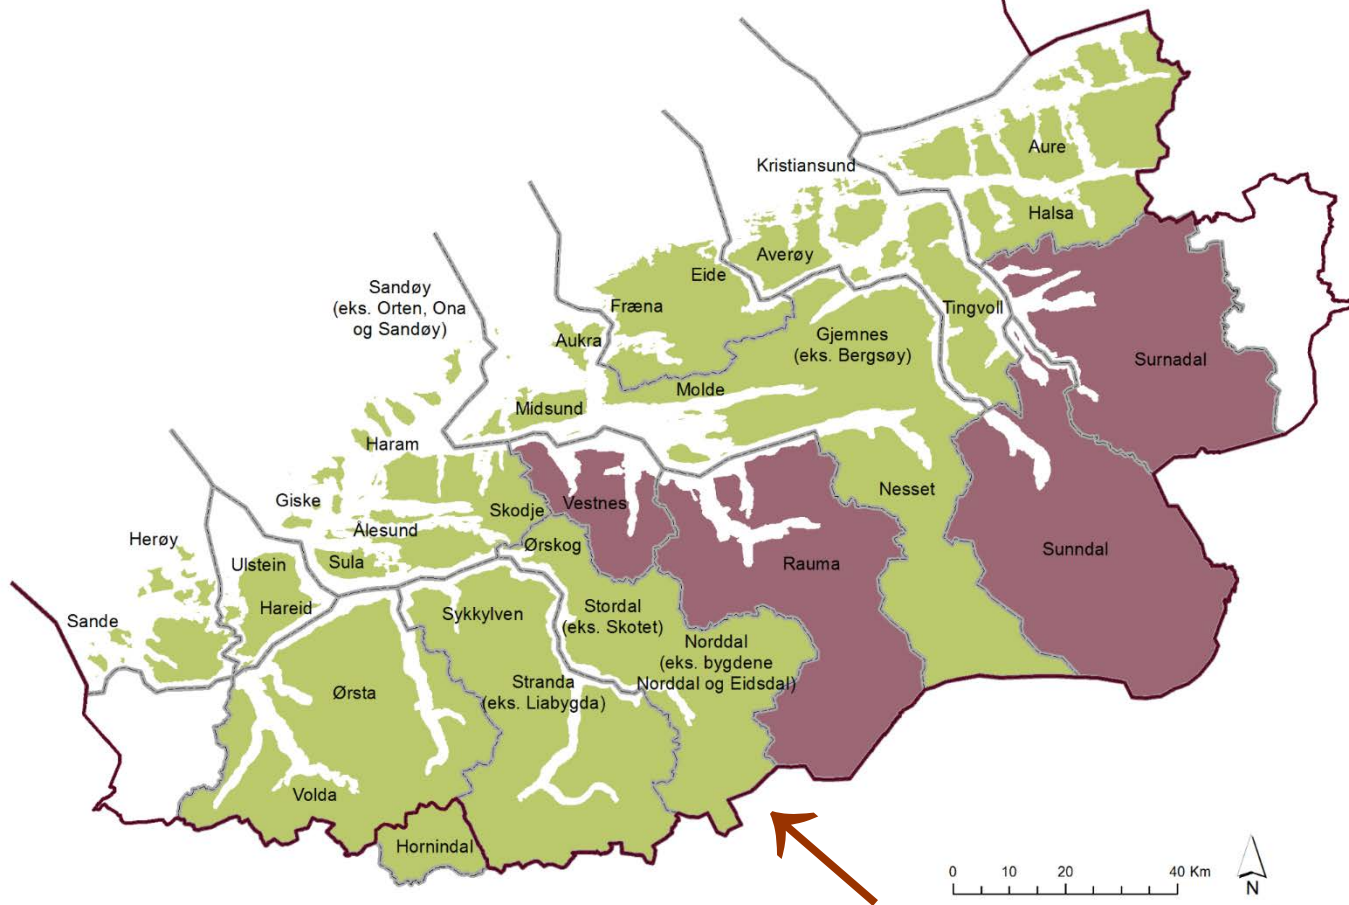 Kristiansund
Aure
Halsa
Averøy
Eide
Sandøy
(eks. Orten, Ona
og Sandøy)
Fræna
Tingvoll
Aukra
Gjemnes
(eks. Bergsøy)
Surnadal
Molde
Midsund
Haram
Nesset
Giske
Skodje
Vestnes
Ålesund
Herøy
Ørskog
Sunndal
Ulstein
Sula
Rauma
Hareid
Sykkylven
Stordal
(eks. Skotet)
Sande
Norddal
(eks. bygdene
Norddal og Eidsdal)
Ørsta
Stranda
(eks. Liabygda)
Volda
Hornindal
0 10 20 40 Km
N